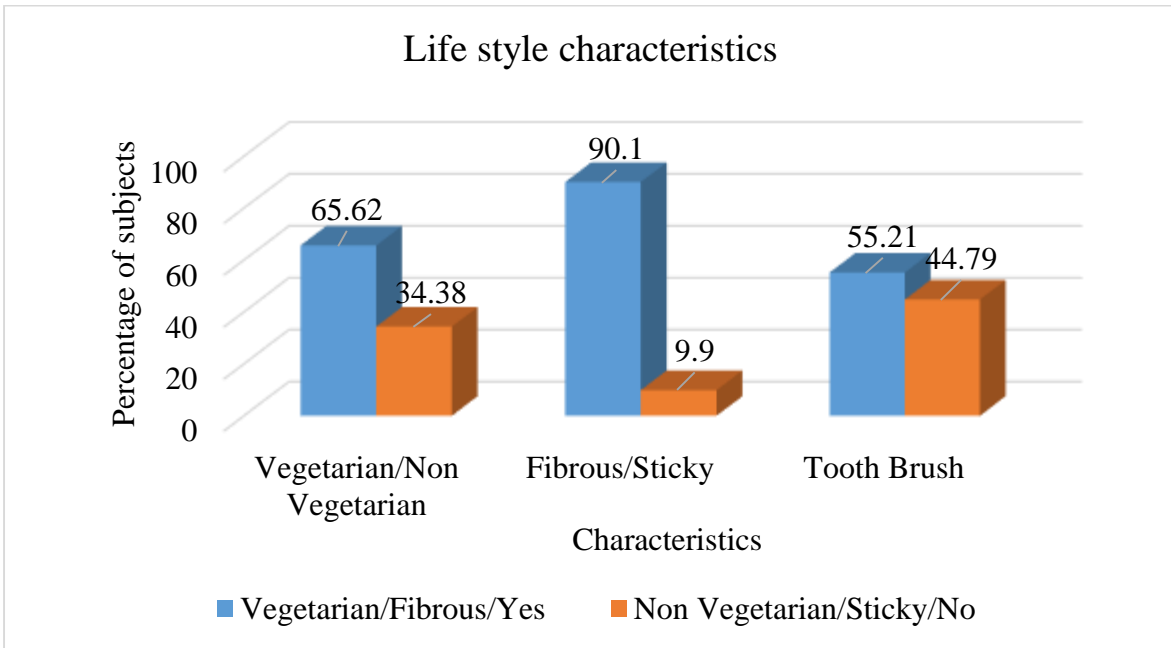 Life style characteristics
Percentage of subjects
100
80
60
40
20
0
65.62
34.38
90.1
9.9
55.21
44.79
Vegetarian/Non
Vegetarian
Fibrous/Sticky
Tooth Brush
Characteristics
Vegetarian/Fibrous/Yes
Non Vegetarian/Sticky/No